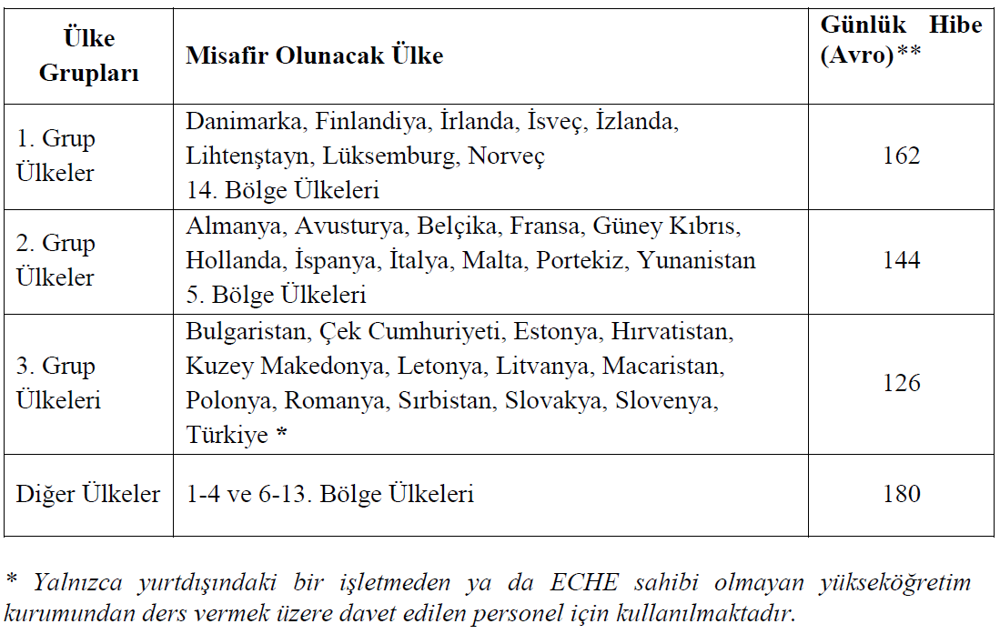 Ülke Grupları
Misafir Olunacak Ülke
Günlük Hibe (Avro)**
1. Grup Ülkeler
Danimarka, Finlandiya, İrlanda, İsveç, İzlanda,
Lihtenştayn, Lüksemburg, Norveç
14. Bölge Ülkeleri
162
2. Grup Ülkeler
Almanya, Avusturya, Belçika, Fransa, Güney Kıbrıs,
Hollanda, İspanya, İtalya, Malta, Portekiz, Yunanistan
5. Bölge Ülkeleri
144
3. Grup Ülkeleri
Bulgaristan, Çek Cumhuriyeti, Estonya, Hırvatistan,
Kuzey Makedonya, Letonya, Litvanya, Macaristan,
Polonya, Romanya, Sırbistan, Slovakya, Slovenya,
Türkiye *
126
Diğer Ülkeler
1-4 ve 6-13. Bölge Ülkeleri
180
* Yalnızca yurtdışındaki bir işletmeden ya da ECHE sahibi olmayan yükseköğretim
kurumundan ders vermek üzere davet edilen personel için kullanılmaktadır.